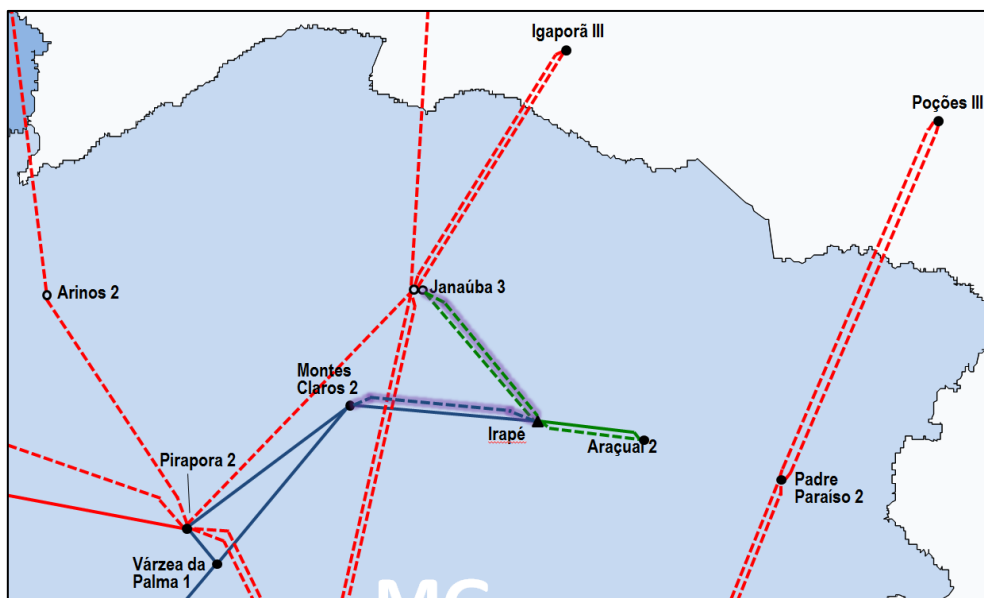 Igaporã III
Poções III
Arinos 2
Janaúba 3
Montes
Claros 2
Irapé
Araçuaí 2
Pirapora 2
Padre
Paraíso 2
Várzea da
Palma 1
MG